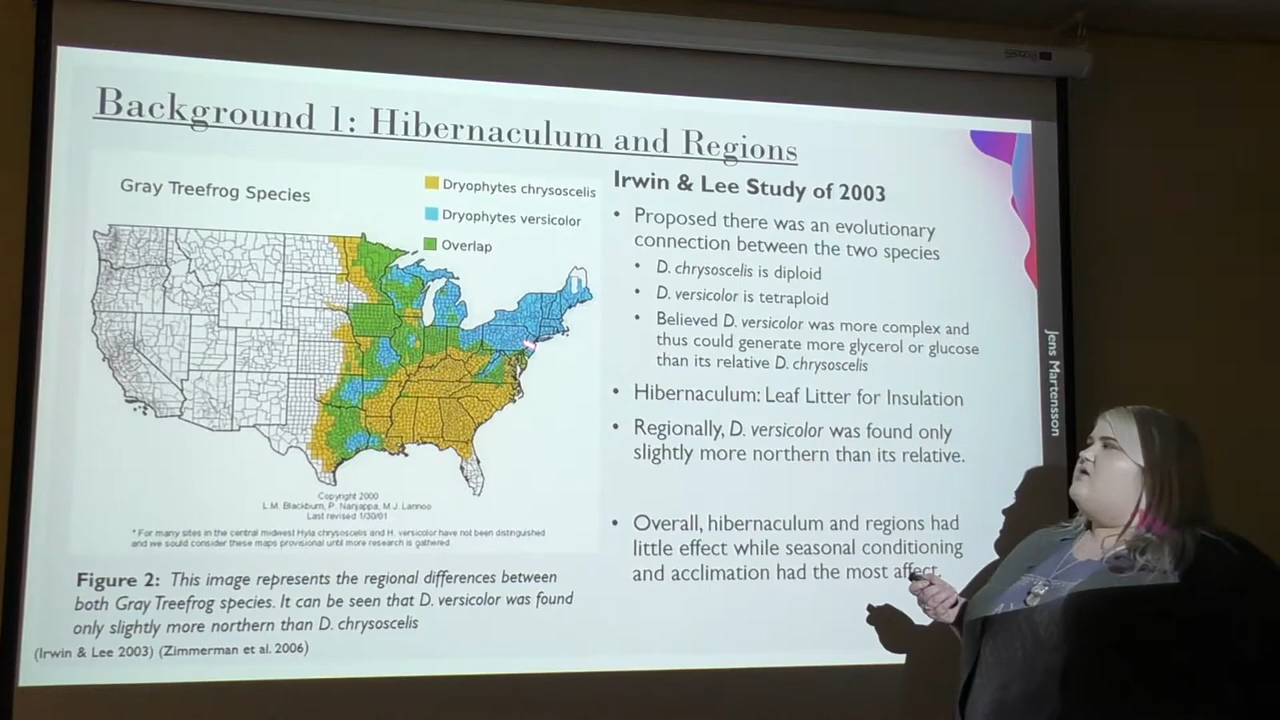 Background 1: Hibernaculum and Regions
Gray Treefrog Species
Dryophytes chrysoscelis
Dryophytes versicolor
Overlap
Copyright 2000
L.M. Blackburn, P. Nanjappa, M.J. Lannoo
Last revised 1/30/01
* For many sites in the central midwest Hyla chrysoscelis and H. versicolor have not been distinguished
and we sould consider these maps provisional until more research is gathered.
Figure 2: This image represents the regional differences between
both Gray Treefrog species. It can be seen that D. versicolor was found
only slightly more northern than D. chrysoscelis
(Irwin & Lee 2003) (Zimmerman et al. 2006)
Irwin & Lee Study of 2003
• Proposed there was an evolutionary
connection between the two species
• D. chrysoscelis is diploid
• D. versicolor is tetraploid
• Believed D. versicolor was more complex and
thus could generate more glycerol or glucose
than its relative D. chrysoscelis
• Hibernaculum: Leaf Litter for Insulation
• Regionally, D. versicolor was found only
slightly more northern than its relative.
• Overall, hibernaculum and regions had
little effect while seasonal conditioning
and acclimation had the most affect.
Jens Martensson